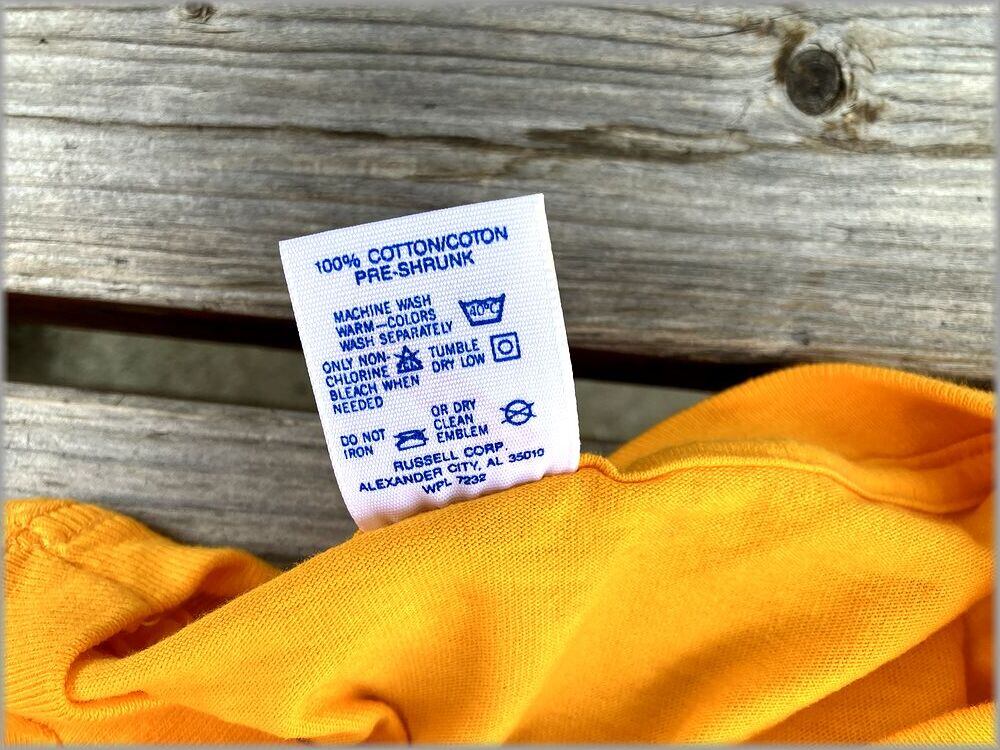 100% COTTON/COTON
PRE-SHRUNK
MACHINE WASH
WARM—COLORS
WASH SEPARATELY
40°C
ONLY NON-
CHLORINE
BLEACH WHEN
NEEDED
TUMBLE
DRY LOW
DO NOT
IRON
OR DRY
CLEAN
EMBLEM
RUSSELL CORP.
ALEXANDER CITY, AL 35010
WPL 7232